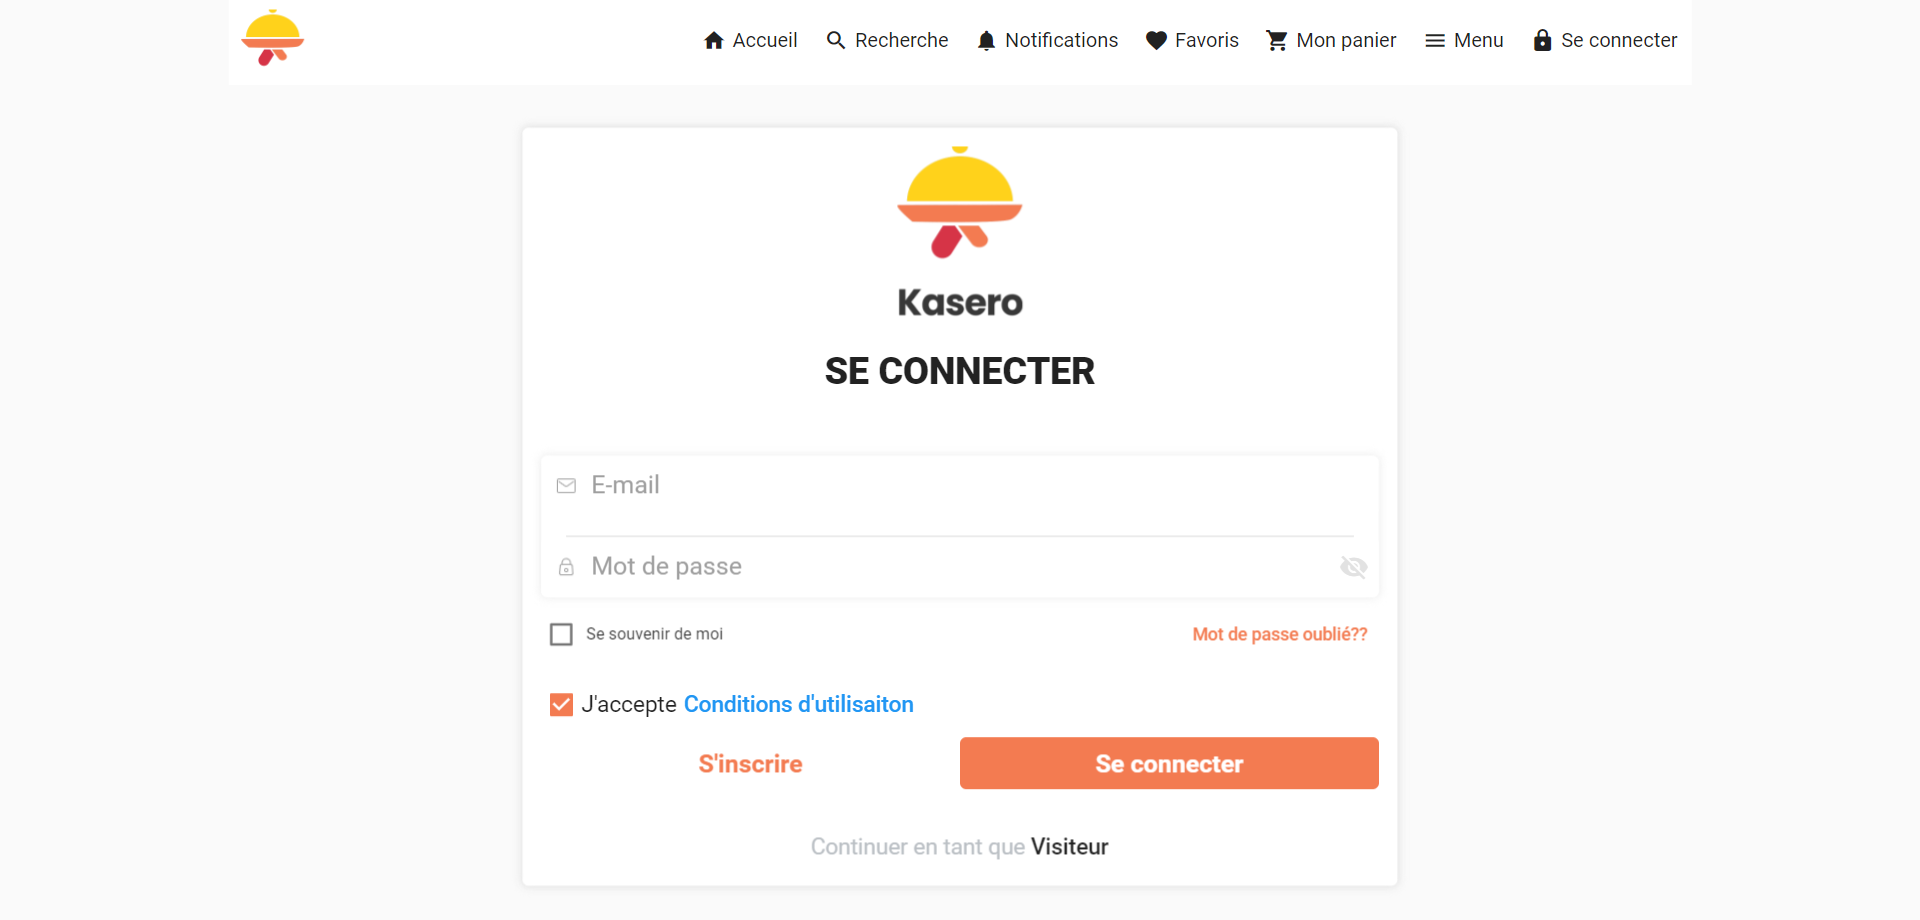 Accueil Recherche Notifications Favoris Mon panier Menu Se connecter
Kasero
SE CONNECTER
E-mail
Mot de passe
Se souvenir de moi Mot de passe oublié??
J'accepte Conditions d'utilisaiton
S'inscrire Se connecter
Continuer en tant que Visiteur